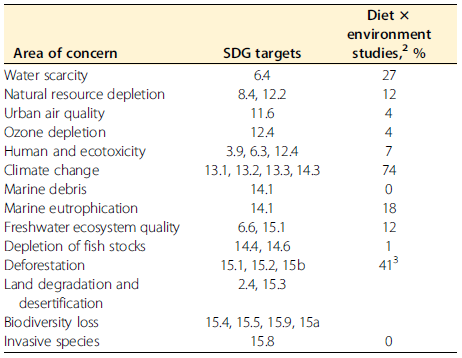 Diet ×
environment
Area of concern SDG targets studies,2 %
Water scarcity 6.4 27
Natural resource depletion 8.4, 12.2 12
Urban air quality 11.6 4
Ozone depletion 12.4 4
Human and ecotoxicity 3.9, 6.3, 12.4 7
Climate change 13.1, 13.2, 13.3, 14.3 74
Marine debris 14.1 0
Marine eutrophication 14.1 18
Freshwater ecosystem quality 6.6, 15.1 12
Depletion of fish stocks 14.4, 14.6 1
Deforestation 15.1, 15.2, 15b 413
Land degradation and 2.4, 15.3
desertification
Biodiversity loss 15.4, 15.5, 15.9, 15a
Invasive species 15.8 0